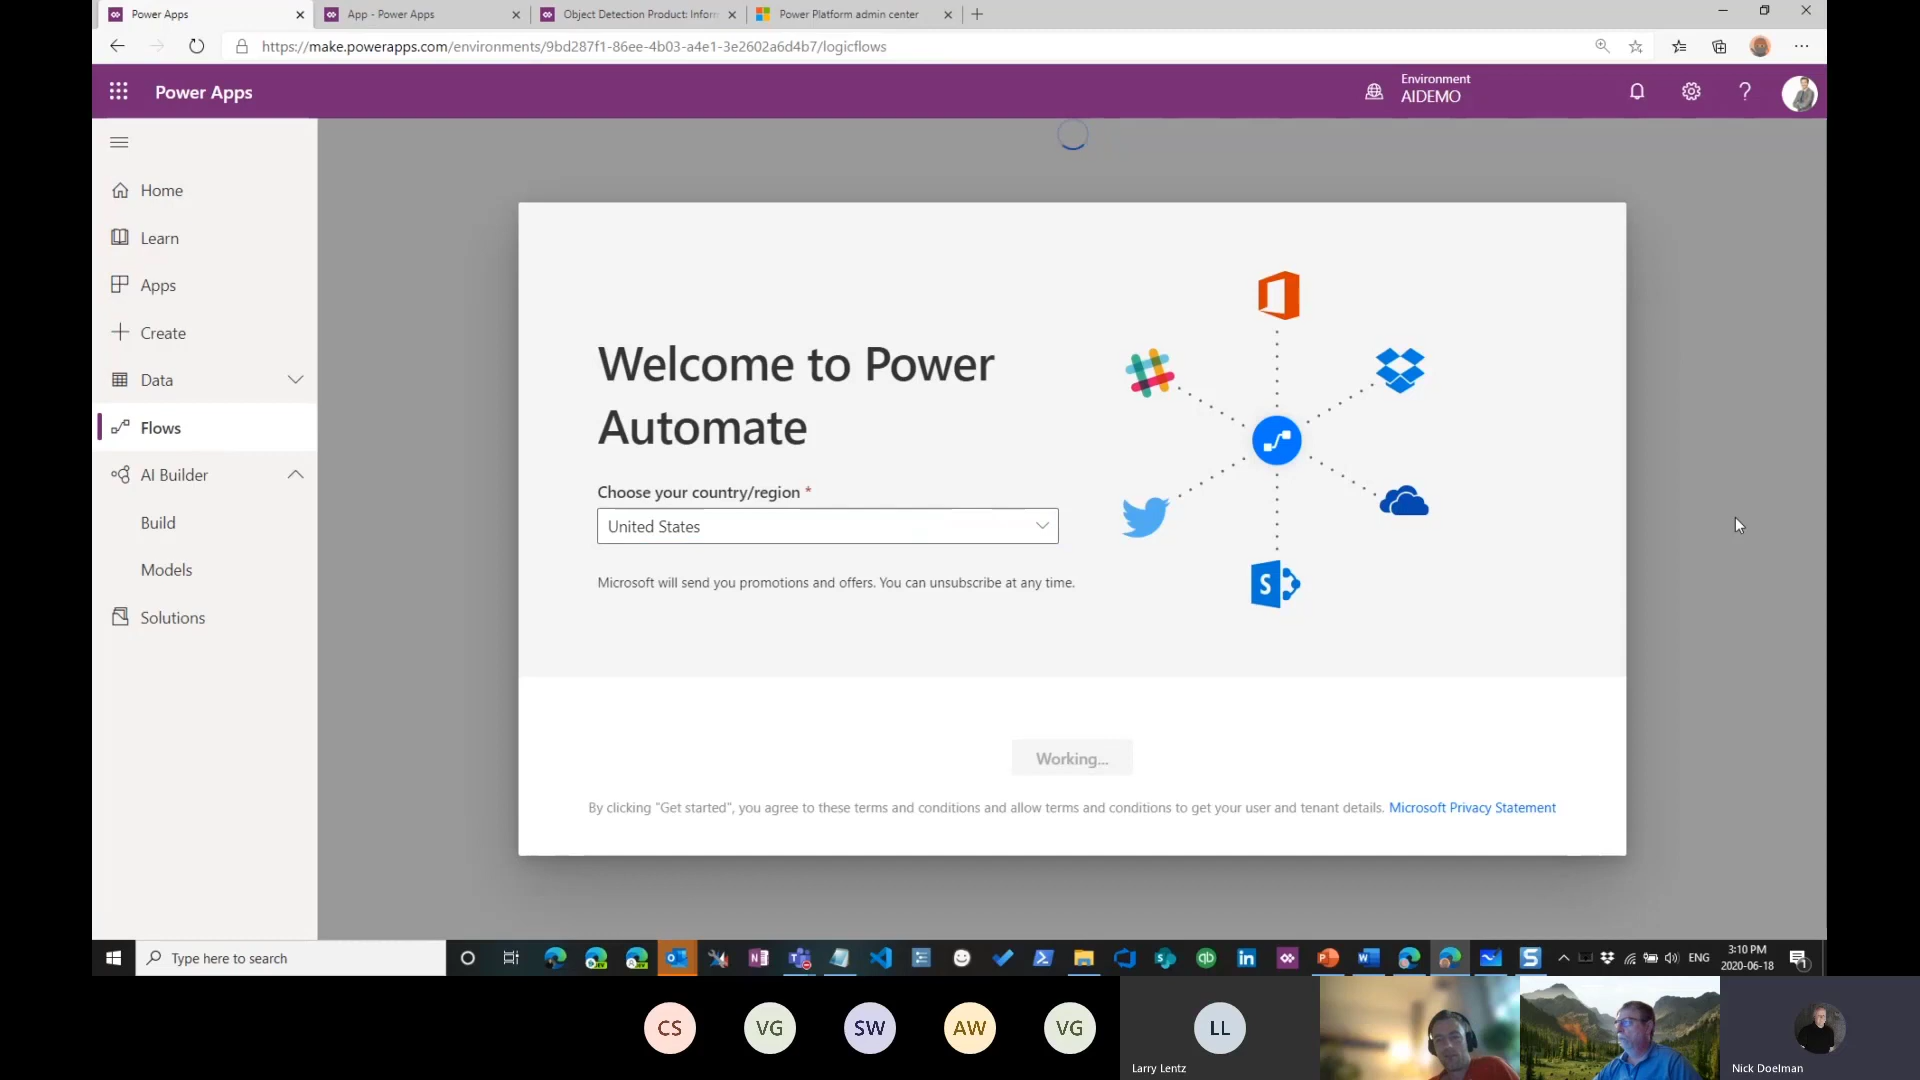 Power Apps
App - Power Apps
Object Detection Product: Inforr
Power Platform admin center
https://make.powerapps.com/environments/9bd287f1-86ee-4b03-a4e1-3e2602a6d4b7/logicflows
Power Apps
Environment
AIDEMO
Home
Learn
Apps
Create
Data
Flows
AI Builder
Build
Models
Solutions
Welcome to Power
Automate
Choose your country/region *
United States
Microsoft will send you promotions and offers. You can unsubscribe at any time.
Working...
By clicking "Get started", you agree to these terms and conditions and allow terms and conditions to get your user and tenant details. Microsoft Privacy Statement
Type here to search
ENG
3:10 PM
2020-06-18
1
CS
VG
SW
AW
VG
LL
Larry Lentz
Nick Doelman